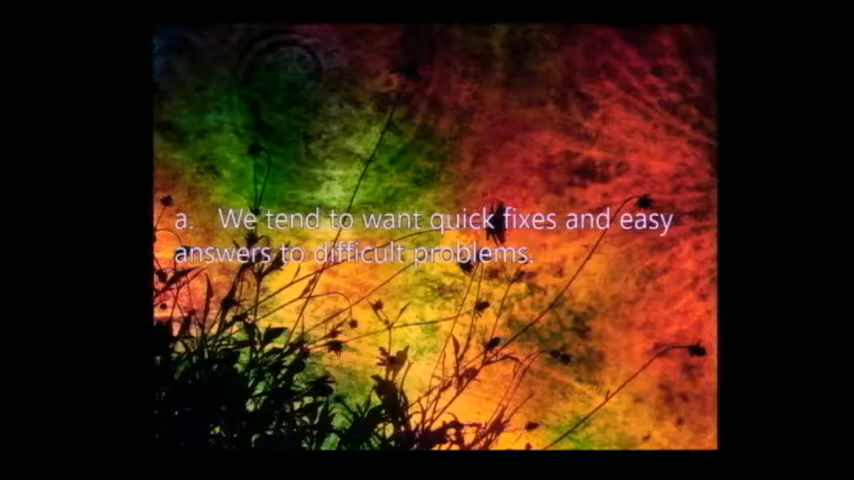 a. We tend to want quick fixes and easy
answers to difficult problems.